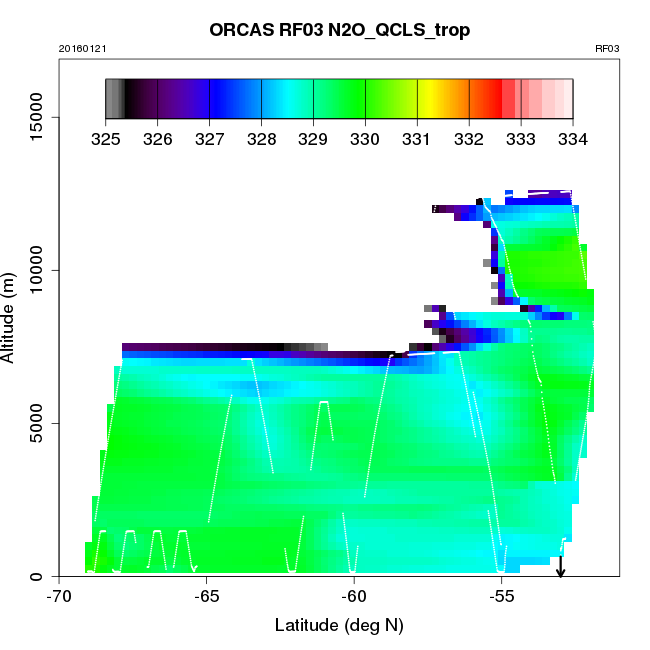 ORCAS RF03 N2O_QCLS_trop
20160121 RF03
325 326 327 328 329 330 331 332 333 334
15000
10000
5000
0
Altitude (m)
-70 -65 -60 -55
Latitude (deg N)